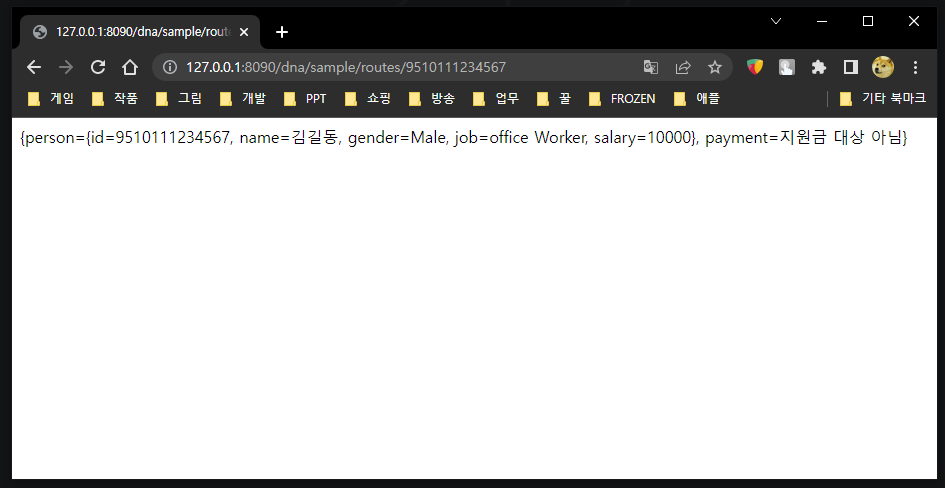 127.0.0.1:8090/dna/sample/route
127.0.0.1:8090/dna/sample/routes/9510111234567
게임 작품 그림 개발 PPT 쇼핑 방송 업무 꿀 FROZEN 애플 기타 북마크
{person={id=9510111234567, name=김길동, gender=Male, job=office Worker, salary=10000}, payment=지원금 대상 아님}